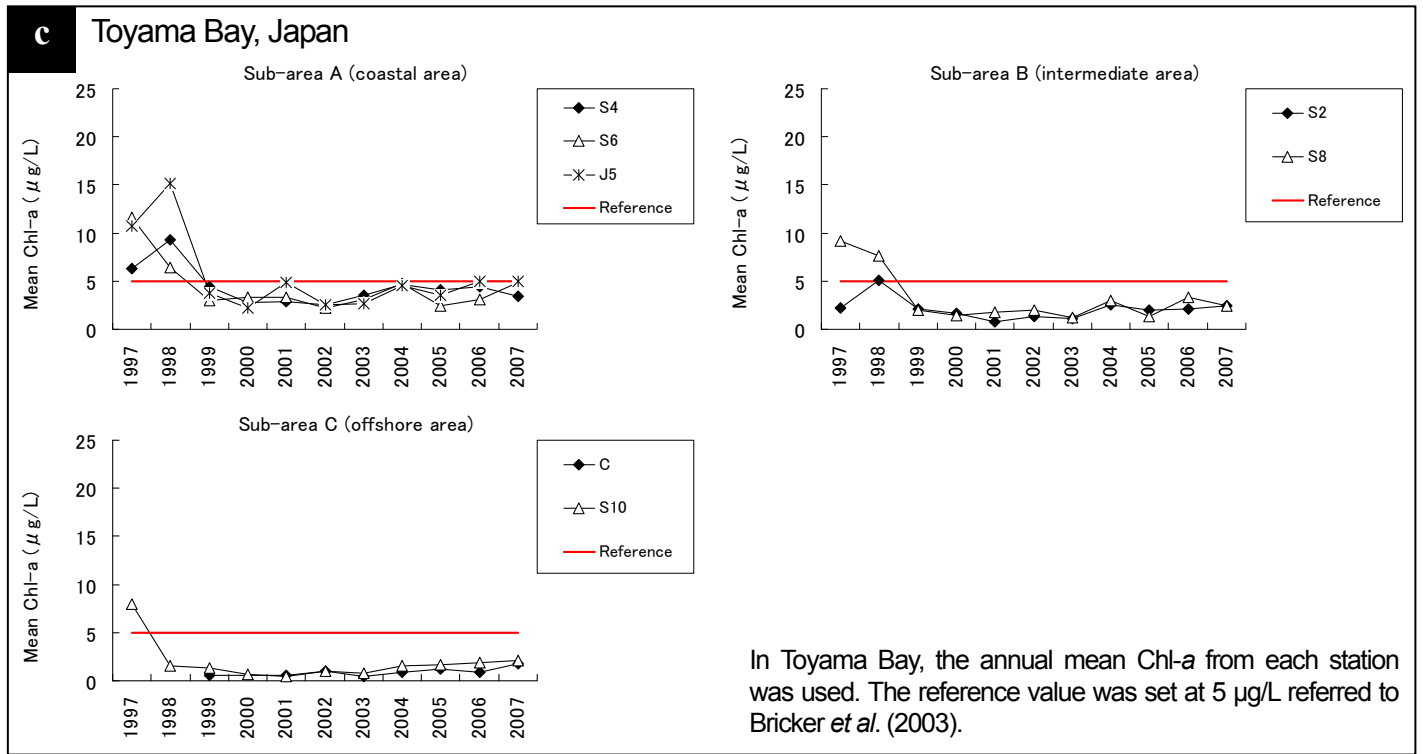 c
Toyama Bay, Japan
Sub-area A (coastal area)
Mean Chl-a (μg/L)
25
20
15
10
5
0
1997
1998
1999
2000
2001
2002
2003
2004
2005
2006
2007
S4
S6
J5
Reference
Sub-area B (intermediate area)
Mean Chl-a (μg/L)
25
20
15
10
5
0
1997
1998
1999
2000
2001
2002
2003
2004
2005
2006
2007
S2
S8
Reference
Sub-area C (offshore area)
Mean Chl-a (μg/L)
25
20
15
10
5
0
1997
1998
1999
2000
2001
2002
2003
2004
2005
2006
2007
C
S10
Reference
In Toyama Bay, the annual mean Chl-a from each station
was used. The reference value was set at 5 μg/L referred to
Bricker et al. (2003).